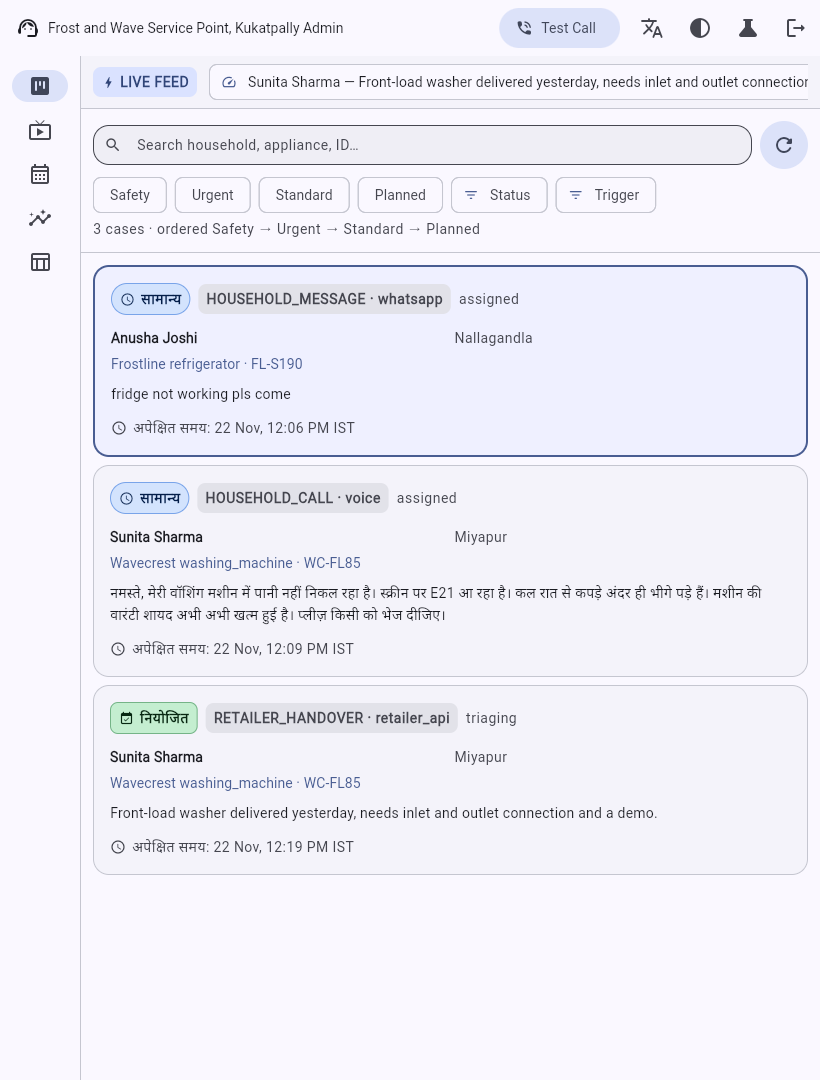 Frost and Wave Service Point, Kukatpally Admin
Test Call
LIVE FEED
Sunita Sharma — Front-load washer delivered yesterday, needs inlet and outlet connection
Search household, appliance, ID…
Safety
Urgent
Standard
Planned
Status
Trigger
3 cases · ordered Safety → Urgent → Standard → Planned
सामान्य
HOUSEHOLD_MESSAGE · whatsapp
assigned
Anusha Joshi
Nallagandla
Frostline refrigerator · FL-S190
fridge not working pls come
अपेक्षित समय: 22 Nov, 12:06 PM IST
सामान्य
HOUSEHOLD_CALL · voice
assigned
Sunita Sharma
Miyapur
Wavecrest washing_machine · WC-FL85
नमस्ते, मेरी वॉशिंग मशीन में पानी नहीं निकल रहा है। स्क्रीन पर E21 आ रहा है। कल रात से कपड़े अंदर ही भीगे पड़े हैं। मशीन की
वारंटी शायद अभी अभी खत्म हुई है। प्लीज़ किसी को भेज दीजिए।
अपेक्षित समय: 22 Nov, 12:09 PM IST
नियोजित
RETAILER_HANDOVER · retailer_api
triaging
Sunita Sharma
Miyapur
Wavecrest washing_machine · WC-FL85
Front-load washer delivered yesterday, needs inlet and outlet connection and a demo.
अपेक्षित समय: 22 Nov, 12:19 PM IST